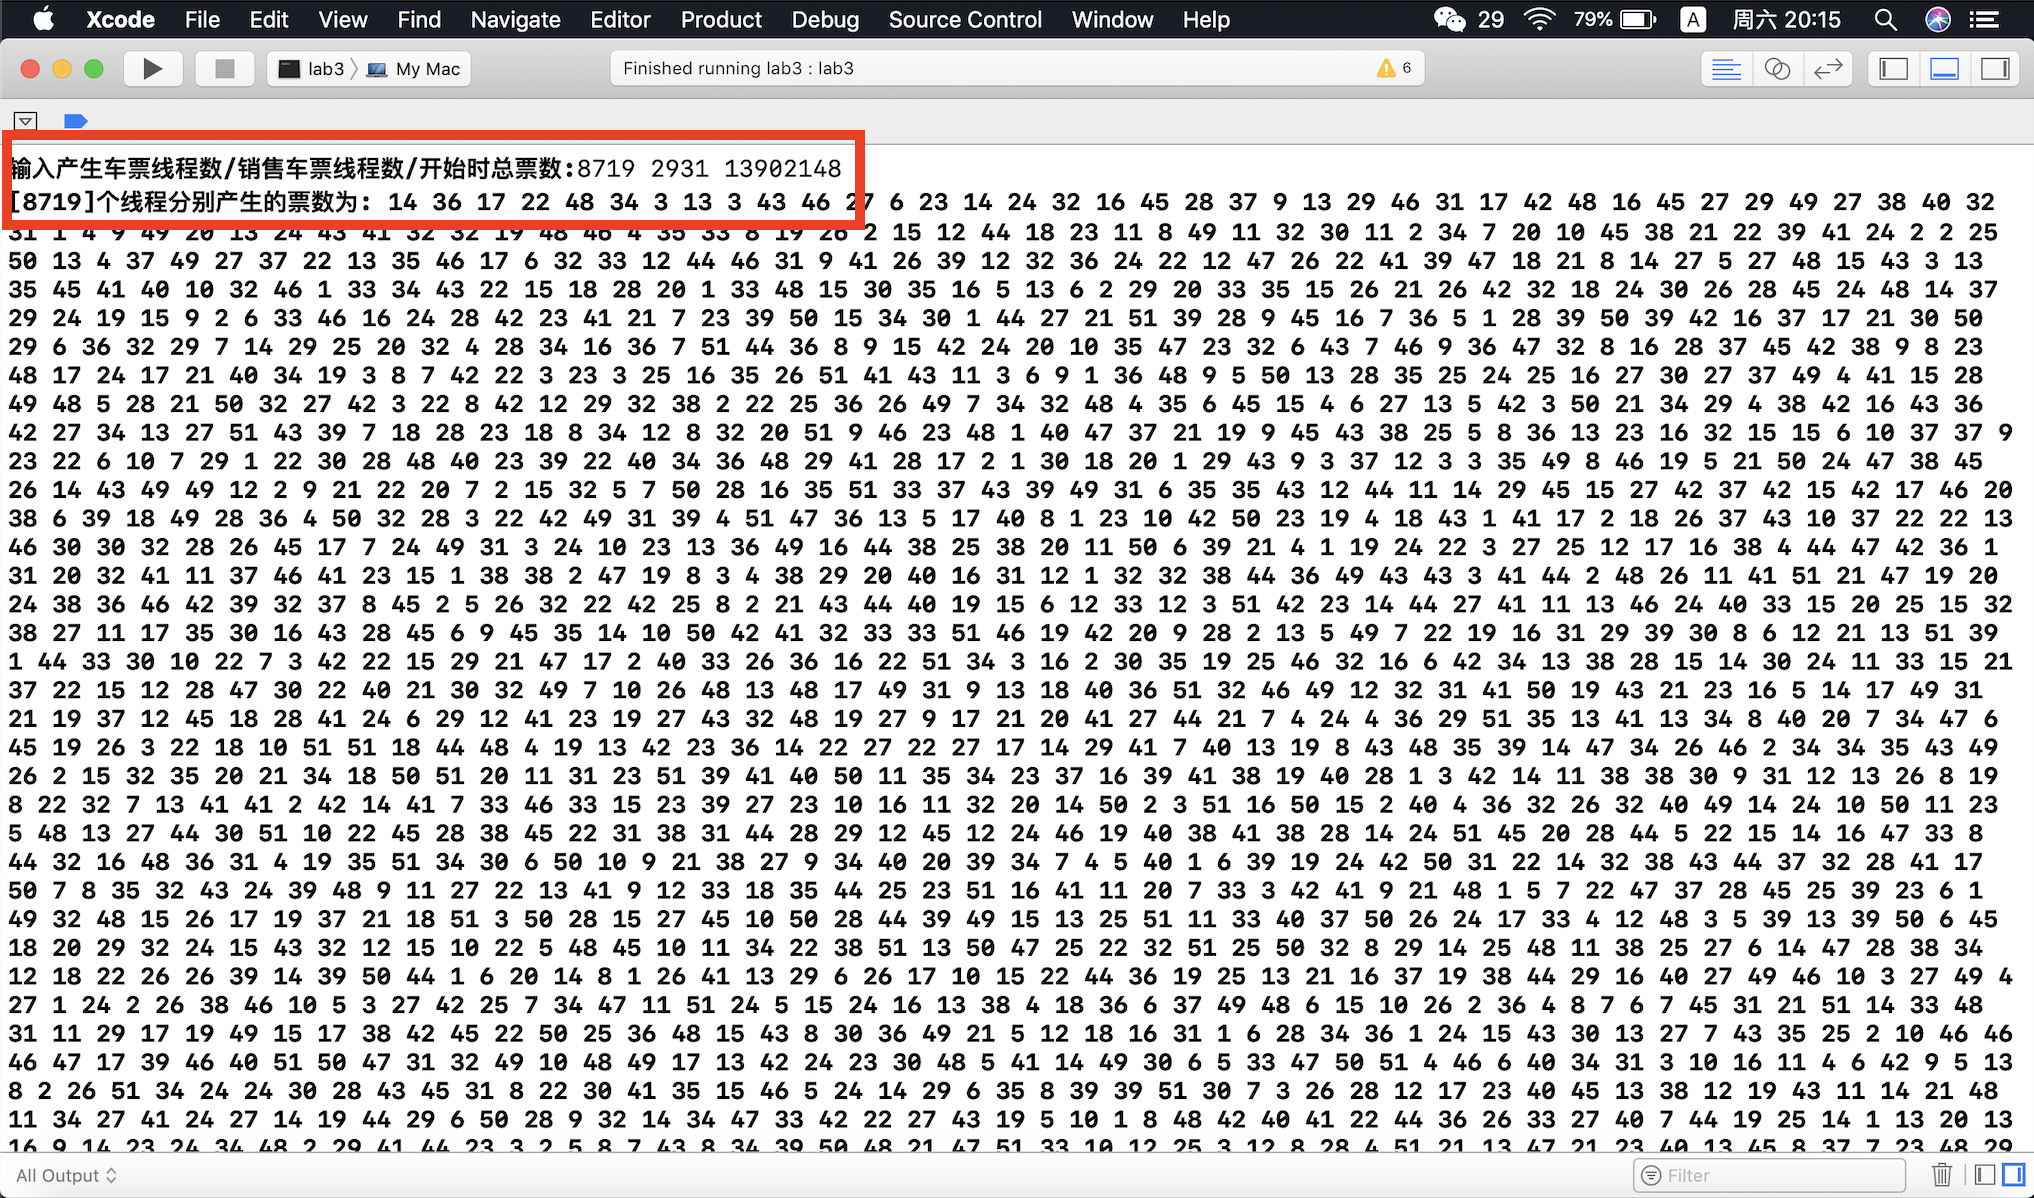 Xcode File Edit View Find Navigate Editor Product Debug Source Control Window Help 29 79% A 周六 20:15
lab3 My Mac Finished running lab3 : lab3 6
输入产生车票线程数/销售车票线程数/开始时总票数:8719 2931 13902148
[8719]个线程分别产生的票数为: 14 36 17 22 48 34 3 13 3 43 46 27 6 23 14 24 32 16 45 28 37 9 13 29 46 31 17 42 48 16 45 27 29 49 27 38 40 32
31 1 4 9 49 20 13 24 43 41 32 32 19 48 46 4 35 33 8 19 26 2 15 12 44 18 23 11 8 49 11 32 30 11 2 34 7 20 10 45 38 21 22 39 41 24 2 2 25
50 13 4 37 49 27 37 22 13 35 46 17 6 32 33 12 44 46 31 9 41 26 39 12 32 36 24 22 12 47 26 22 41 39 47 18 21 8 14 27 5 27 48 15 43 3 13
35 45 41 40 10 32 46 1 33 34 43 22 15 18 28 20 1 33 48 15 30 35 16 5 13 6 2 29 20 33 35 15 26 21 26 42 32 18 24 30 26 28 45 24 48 14 37
29 24 19 15 9 2 6 33 46 16 24 28 42 23 41 21 7 23 39 50 15 34 30 1 44 27 21 51 39 28 9 45 16 7 36 5 1 28 39 50 39 42 16 37 17 21 30 50
29 6 36 32 29 7 14 29 25 20 32 4 28 34 16 36 7 51 44 36 8 9 15 42 24 20 10 35 47 23 32 6 43 7 46 9 36 47 32 8 16 28 37 45 42 38 9 8 23
48 17 24 17 21 40 34 19 3 8 7 42 22 3 23 3 25 16 35 26 51 41 43 11 3 6 9 1 36 48 9 5 50 13 28 35 25 24 25 16 27 30 27 37 49 4 41 15 28
49 48 5 28 21 50 32 27 42 3 22 8 42 12 29 32 38 2 22 25 36 26 49 7 34 32 48 4 35 6 45 15 4 6 27 13 5 42 3 50 21 34 29 4 38 42 16 43 36
42 27 34 13 27 51 43 39 7 18 28 23 18 8 34 12 8 32 20 51 9 46 23 48 1 40 47 37 21 19 9 45 43 38 25 5 8 36 13 23 16 32 15 15 6 10 37 37 9
23 22 6 10 7 29 1 22 30 28 48 40 23 39 22 40 34 36 48 29 41 28 17 2 1 30 18 20 1 29 43 9 3 37 12 3 3 35 49 8 46 19 5 21 50 24 47 38 45
26 14 43 49 49 12 2 9 21 22 20 7 2 15 32 5 7 50 28 16 35 51 33 37 43 39 49 31 6 35 35 43 12 44 11 14 29 45 15 27 42 37 42 15 42 17 46 20
38 6 39 18 49 28 36 4 50 32 28 3 22 42 49 31 39 4 51 47 36 13 5 17 40 8 1 23 10 42 50 23 19 4 18 43 1 41 17 2 18 26 37 43 10 37 22 22 13
46 30 30 32 28 26 45 17 7 24 49 31 3 24 10 23 13 36 49 16 44 38 25 38 20 11 50 6 39 21 4 1 19 24 22 3 27 25 12 17 16 38 4 44 47 42 36 1
31 20 32 41 11 37 46 41 23 15 1 38 38 2 47 19 8 3 4 38 29 20 40 16 31 12 1 32 32 38 44 36 49 43 43 3 41 44 2 48 26 11 41 51 21 47 19 20
24 38 36 46 42 39 32 37 8 45 2 5 26 32 22 42 25 8 2 21 43 44 40 19 15 6 12 33 12 3 51 42 23 14 44 27 41 11 13 46 24 40 33 15 20 25 15 32
38 27 11 17 35 30 16 43 28 45 6 9 45 35 14 10 50 42 41 32 33 33 51 46 19 42 20 9 28 2 13 5 49 7 22 19 16 31 29 39 30 8 6 12 21 13 51 39
1 44 33 30 10 22 7 3 42 22 15 29 21 47 17 2 40 33 26 36 16 22 51 34 3 16 2 30 35 19 25 46 32 16 6 42 34 13 38 28 15 14 30 24 11 33 15 21
37 22 15 12 28 47 30 22 40 21 30 32 49 7 10 26 48 13 48 17 49 31 9 13 18 40 36 51 32 46 49 12 32 31 41 50 19 43 21 23 16 5 14 17 49 31
21 19 37 12 45 18 28 41 24 6 29 12 41 23 19 27 43 32 48 19 27 9 17 21 20 41 27 44 21 7 4 24 4 36 29 51 35 13 41 13 34 8 40 20 7 34 47 6
45 19 26 3 22 18 10 51 51 18 44 48 4 19 13 42 23 36 14 22 27 22 27 17 14 29 41 7 40 13 19 8 43 48 35 39 14 47 34 26 46 2 34 34 35 43 49
26 2 15 32 35 20 21 34 18 50 51 20 11 31 23 51 39 41 40 50 11 35 34 23 37 16 39 41 38 19 40 28 1 3 42 14 11 38 38 30 9 31 12 13 26 8 19
8 22 32 7 13 41 41 2 42 14 41 7 33 46 33 15 23 39 27 23 10 16 11 32 20 14 50 2 3 51 16 50 15 2 40 4 36 32 26 32 40 49 14 24 10 50 11 23
5 48 13 27 44 30 51 10 22 45 28 38 45 22 31 38 31 44 28 29 12 45 12 24 46 19 40 38 41 38 28 14 24 51 45 20 28 44 5 22 15 14 16 47 33 8
44 32 16 48 36 31 4 19 35 51 34 30 6 50 10 9 21 38 27 9 34 40 20 39 34 7 4 5 40 1 6 39 19 24 42 50 31 22 14 32 38 43 44 37 32 28 41 17
50 7 8 35 32 43 24 39 48 9 11 27 22 13 41 9 12 33 18 35 44 25 23 51 16 41 11 20 7 33 3 42 41 9 21 48 1 5 7 22 47 37 28 45 25 39 23 6 1
49 32 48 15 26 17 19 37 21 18 51 3 50 28 15 27 45 10 50 28 44 39 49 15 13 25 51 11 33 40 37 50 26 24 17 33 4 12 48 3 5 39 13 39 50 6 45
18 20 29 32 24 15 43 32 12 15 10 22 5 48 45 10 11 34 22 38 51 13 50 47 25 22 32 51 25 50 32 8 29 14 25 48 11 38 25 27 6 14 47 28 38 34
12 18 22 26 26 39 14 39 50 44 1 6 20 14 8 1 26 41 13 29 6 26 17 10 15 22 44 36 19 25 13 21 16 37 19 38 44 29 16 40 27 49 46 10 3 27 49 4
27 1 24 2 26 38 46 10 5 3 27 42 25 7 34 47 11 51 24 5 15 24 16 13 38 4 18 36 6 37 49 48 6 15 10 26 2 36 4 8 7 6 7 45 31 21 51 14 33 48
31 11 29 17 19 49 15 17 38 42 45 22 50 25 36 48 15 43 8 30 36 49 21 5 12 18 16 31 1 6 28 34 36 1 24 15 43 30 13 27 7 43 35 25 2 10 46 46
46 47 17 39 46 40 51 50 47 31 32 49 10 48 49 17 13 42 24 23 30 48 5 41 14 49 30 6 5 33 47 50 51 4 46 6 40 34 31 3 10 16 11 4 6 42 9 5 13
8 2 26 51 34 24 24 30 28 43 45 31 8 22 30 41 35 15 46 5 24 14 29 6 35 8 39 39 51 30 7 3 26 28 12 17 23 40 45 13 38 12 19 43 11 14 21 48
11 34 27 41 24 27 14 19 44 29 6 50 28 9 32 14 34 47 33 42 22 27 43 19 5 10 1 8 48 42 40 41 22 44 36 26 33 27 40 7 44 19 25 14 1 13 20 13
16 9 14 23 24 34 48 2 29 41 44 23 3 2 5 8 7 43 8 34 39 50 48 21 47 51 33 10 12 25 3 12 8 28 4 51 21 13 47 21 23 40 13 45 8 37 7 23 48 29
All Output Filter